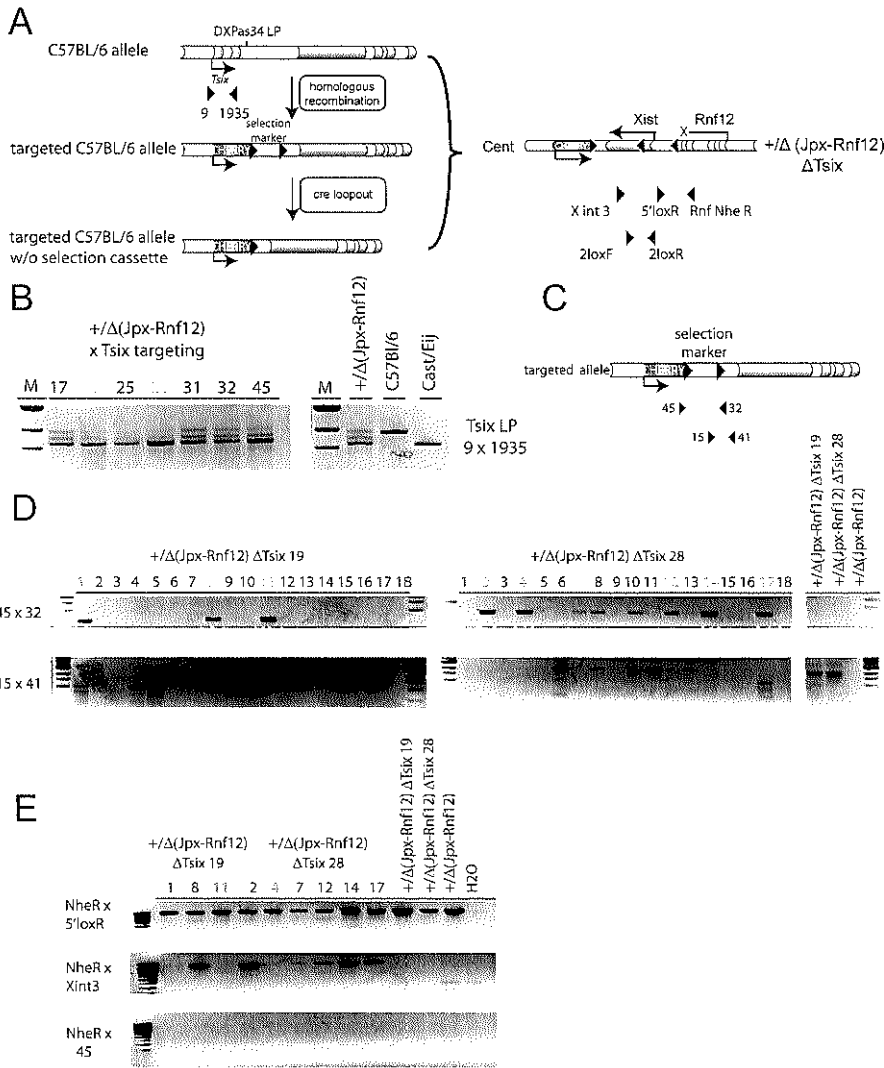 A
DXPas34 LP
C57BL/6 allele
Tsix
9 1935
homologous
recombination
selection
marker
targeted C57BL/6 allele
cre loopout
targeted C57BL/6 allele
w/o selection cassette
Xist
Rnf12
X
Cent
+/Δ (Jpx-Rnf12)
ΔTsix
X int 3
5'loxR
Rnf Nhe R
2loxF
2loxR
B
+/Δ(Jpx-Rnf12)
x Tsix targeting
M 17 25 31 32 45
M
+/Δ(Jpx-Rnf12)
C57Bl/6
Cast/Eij
Tsix LP
9 x 1935
C
selection
marker
targeted allele
45 32
15 41
D
+/Δ(Jpx-Rnf12) ΔTsix 19
1 2 3 4 5 6 7 9 10 12 13 14 15 16 17 18
+/Δ(Jpx-Rnf12) ΔTsix 28
1 4 5 6 8 9 10 11 15 16 17 18
+/Δ(Jpx-Rnf12) ΔTsix 19
+/Δ(Jpx-Rnf12) ΔTsix 28
+/Δ(Jpx-Rnf12)
45 x 32
15 x 41
E
+/Δ(Jpx-Rnf12)
ΔTsix 19
+/Δ(Jpx-Rnf12)
ΔTsix 28
1 8 11 2 4 7 12 14 17
+/Δ(Jpx-Rnf12) ΔTsix 19
+/Δ(Jpx-Rnf12) ΔTsix 28
+/Δ(Jpx-Rnf12)
H2O
NheR x
5'loxR
NheR x
Xint3
NheR x
45